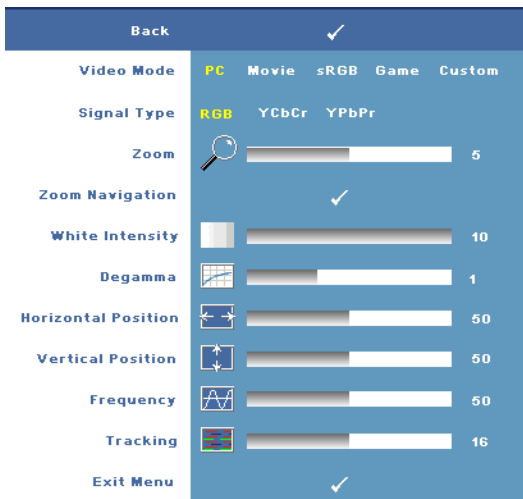 Back
Video Mode PC Movie sRGB Game Custom
Signal Type RGB YCbCr YPbPr
Zoom 5
Zoom Navigation
White Intensity 10
Degamma 1
Horizontal Position 50
Vertical Position 50
Frequency 50
Tracking 16
Exit Menu